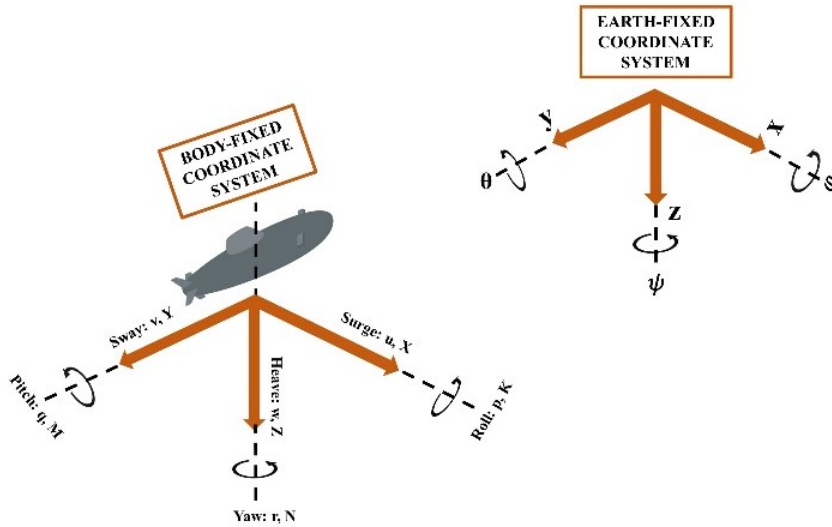 EARTH-FIXED
COORDINATE
SYSTEM
y
x
θ
z
ψ
BODY-FIXED
COORDINATE
SYSTEM
Sway: v, Y
Surge: u, X
Heave: w, Z
Pitch: q, M
Roll: p, K
Yaw: r, N